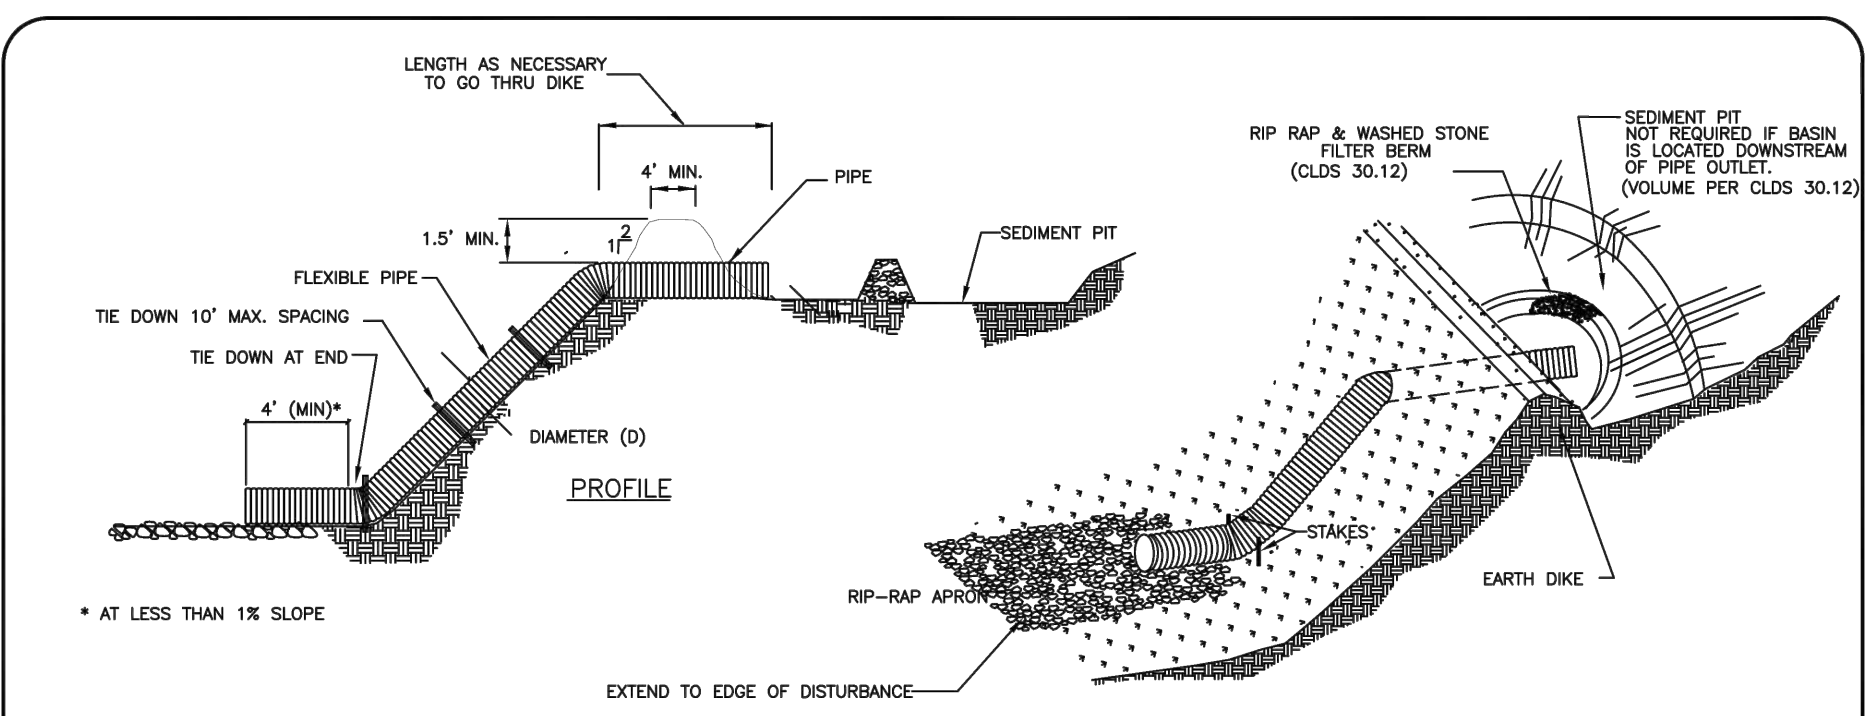 LENGTH AS NECESSARY
TO GO THRU DIKE
4' MIN.
PIPE
1.5' MIN.
1
2
SEDIMENT PIT
FLEXIBLE PIPE
TIE DOWN 10' MAX. SPACING
TIE DOWN AT END
4' (MIN)*
DIAMETER (D)
PROFILE
* AT LESS THAN 1% SLOPE
RIP RAP & WASHED STONE
FILTER BERM
(CLDS 30.12)
SEDIMENT PIT
NOT REQUIRED IF BASIN
IS LOCATED DOWNSTREAM
OF PIPE OUTLET.
(VOLUME PER CLDS 30.12)
STAKES
EARTH DIKE
RIP-RAP APRON
EXTEND TO EDGE OF DISTURBANCE